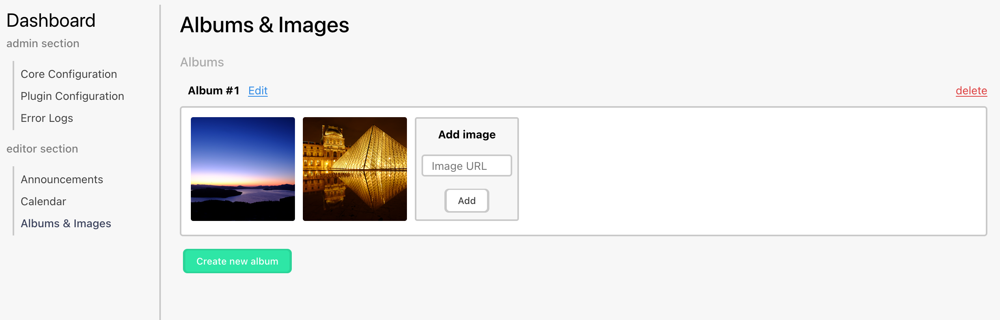 Dashboard
admin section
Core Configuration
Plugin Configuration
Error Logs
editor section
Announcements
Calendar
Albums & Images
Albums & Images
Albums
Album #1 Edit delete
Add image
Image URL
Add
Create new album